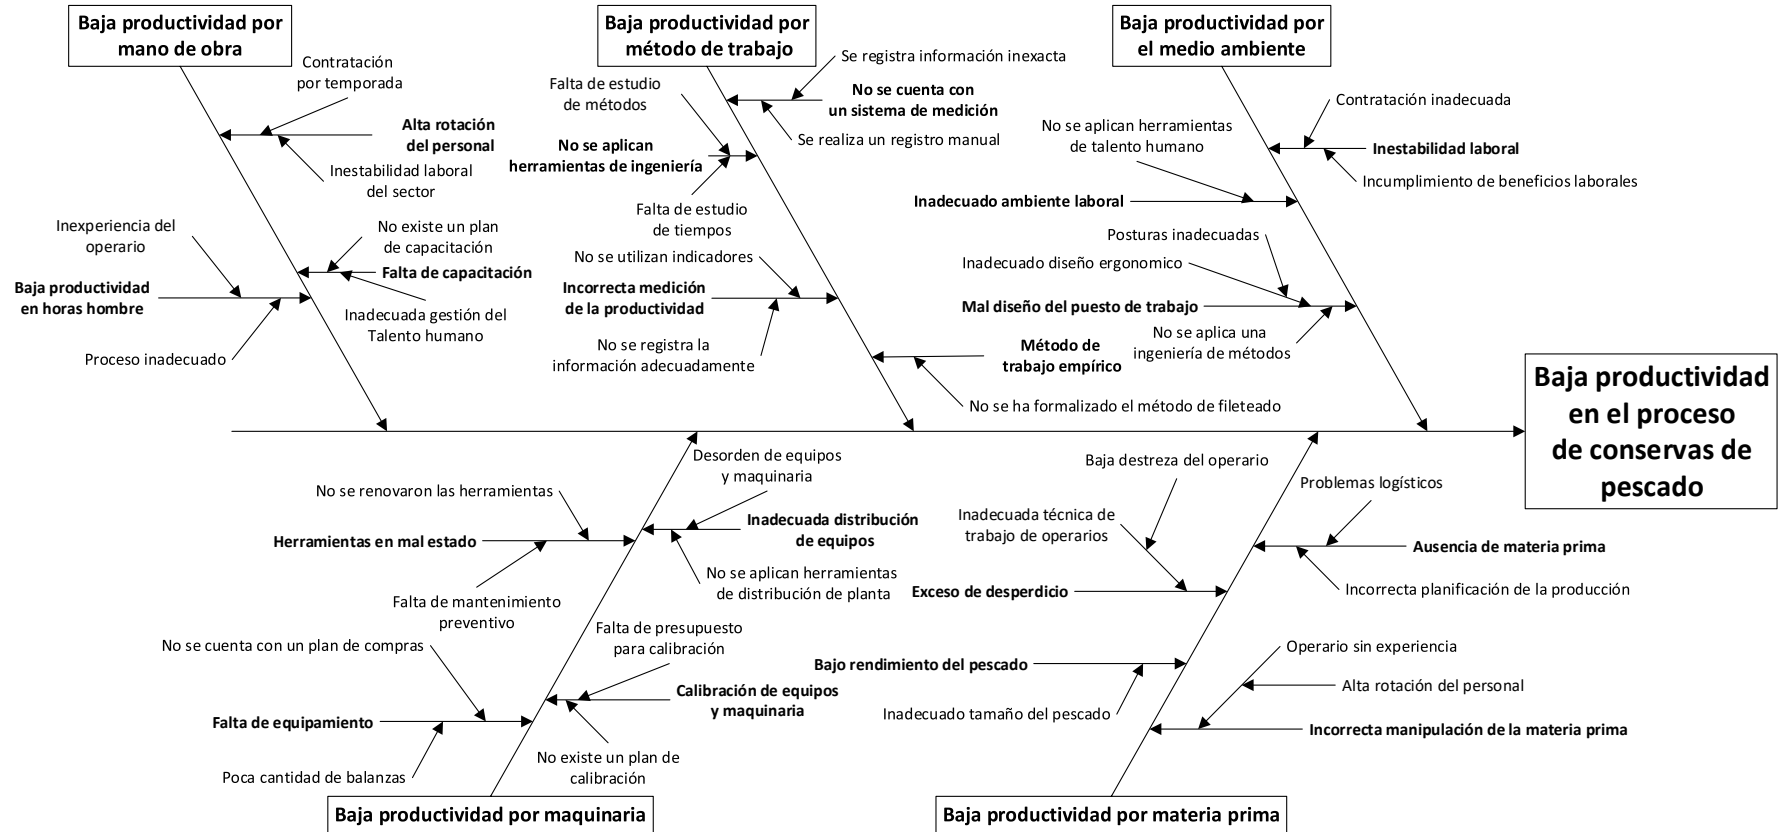 Baja productividad por
mano de obra
Contratación
por temporada
Alta rotación
del personal
Inestabilidad laboral
del sector
Inexperiencia del
operario
No existe un plan
de capacitación
Falta de capacitación
Baja productividad
en horas hombre
Inadecuada gestión del
Talento humano
Proceso inadecuado
Baja productividad por
método de trabajo
Se registra información inexacta
Falta de estudio
de métodos
No se cuenta con
un sistema de medición
Se realiza un registro manual
No se aplican
herramientas de ingeniería
Falta de estudio
de tiempos
No se utilizan indicadores
Incorrecta medición
de la productividad
No se registra la
información adecuadamente
Método de
trabajo empírico
No se ha formalizado el método de fileteado
Baja productividad por
el medio ambiente
Contratación inadecuada
No se aplican herramientas
de talento humano
Inestabilidad laboral
Incumplimiento de beneficios laborales
Inadecuado ambiente laboral
Posturas inadecuadas
Inadecuado diseño ergonomico
Mal diseño del puesto de trabajo
No se aplica una
ingeniería de métodos
Baja productividad
en el proceso
de conservas de
pescado
Desorden de equipos
y maquinaria
No se renovaron las herramientas
Inadecuada distribución
de equipos
Herramientas en mal estado
No se aplican herramientas
de distribución de planta
Falta de mantenimiento
preventivo
Falta de presupuesto
para calibración
No se cuenta con un plan de compras
Calibración de equipos
y maquinaria
Falta de equipamiento
No existe un plan de
calibración
Poca cantidad de balanzas
Baja productividad por maquinaria
Baja destreza del operario
Problemas logísticos
Inadecuada técnica de
trabajo de operarios
Ausencia de materia prima
Exceso de desperdicio
Incorrecta planificación de la producción
Operario sin experiencia
Bajo rendimiento del pescado
Alta rotación del personal
Inadecuado tamaño del pescado
Incorrecta manipulación de la materia prima
Baja productividad por materia prima